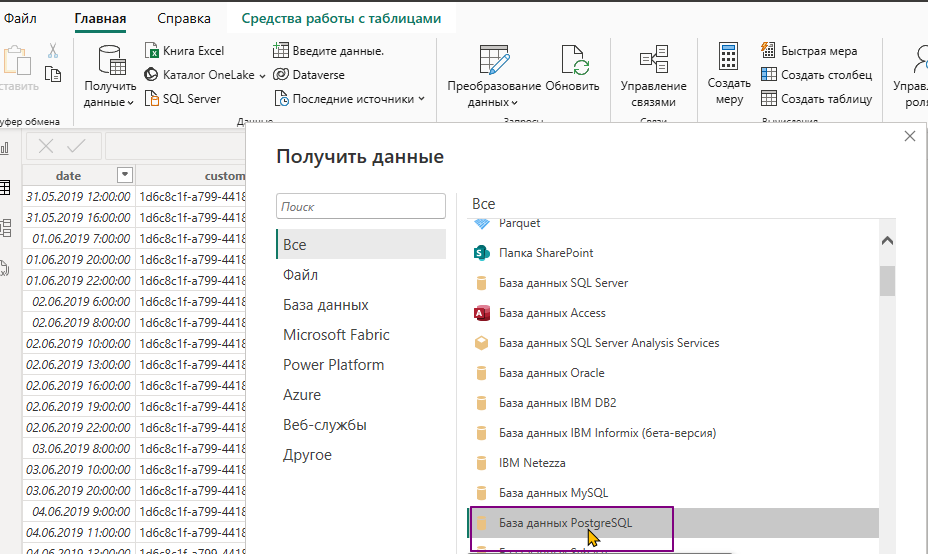 Файл Главная Справка Средства работы с таблицами
Книга Excel Введите данные. Быстрая мера
Каталог OneLake Dataverse Создать столбец
SQL Server Последние источники Создать таблицу
Получить данные
Преобразование данных
Обновить
Управление связями
Создать меру
Данные Запросы Связи Вычисления
Получить данные
date
Поиск
Все
Файл
База данных
Microsoft Fabric
Power Platform
Azure
Веб-службы
Другое
Все
Parquet
Папка SharePoint
База данных SQL Server
База данных Access
База данных SQL Server Analysis Services
База данных Oracle
База данных IBM DB2
База данных IBM Informix (бета-версия)
IBM Netezza
База данных MySQL
База данных PostgreSQL
31.05.2019 12:00:00 1d6c8c1f-a799-4418
31.05.2019 16:00:00 1d6c8c1f-a799-4418
01.06.2019 7:00:00 1d6c8c1f-a799-4418
01.06.2019 20:00:00 1d6c8c1f-a799-4418
01.06.2019 22:00:00 1d6c8c1f-a799-4418
02.06.2019 6:00:00 1d6c8c1f-a799-4418
02.06.2019 8:00:00 1d6c8c1f-a799-4418
02.06.2019 10:00:00 1d6c8c1f-a799-4418
02.06.2019 13:00:00 1d6c8c1f-a799-4418
02.06.2019 16:00:00 1d6c8c1f-a799-4418
02.06.2019 19:00:00 1d6c8c1f-a799-4418
02.06.2019 22:00:00 1d6c8c1f-a799-4418
03.06.2019 8:00:00 1d6c8c1f-a799-4418
03.06.2019 10:00:00 1d6c8c1f-a799-4418
03.06.2019 20:00:00 1d6c8c1f-a799-4418
04.06.2019 9:00:00 1d6c8c1f-a799-4418
04.06.2019 11:00:00 1d6c8c1f-a799-4418
04.06.2019 13:00:00 1d6c8c1f-a799-4418